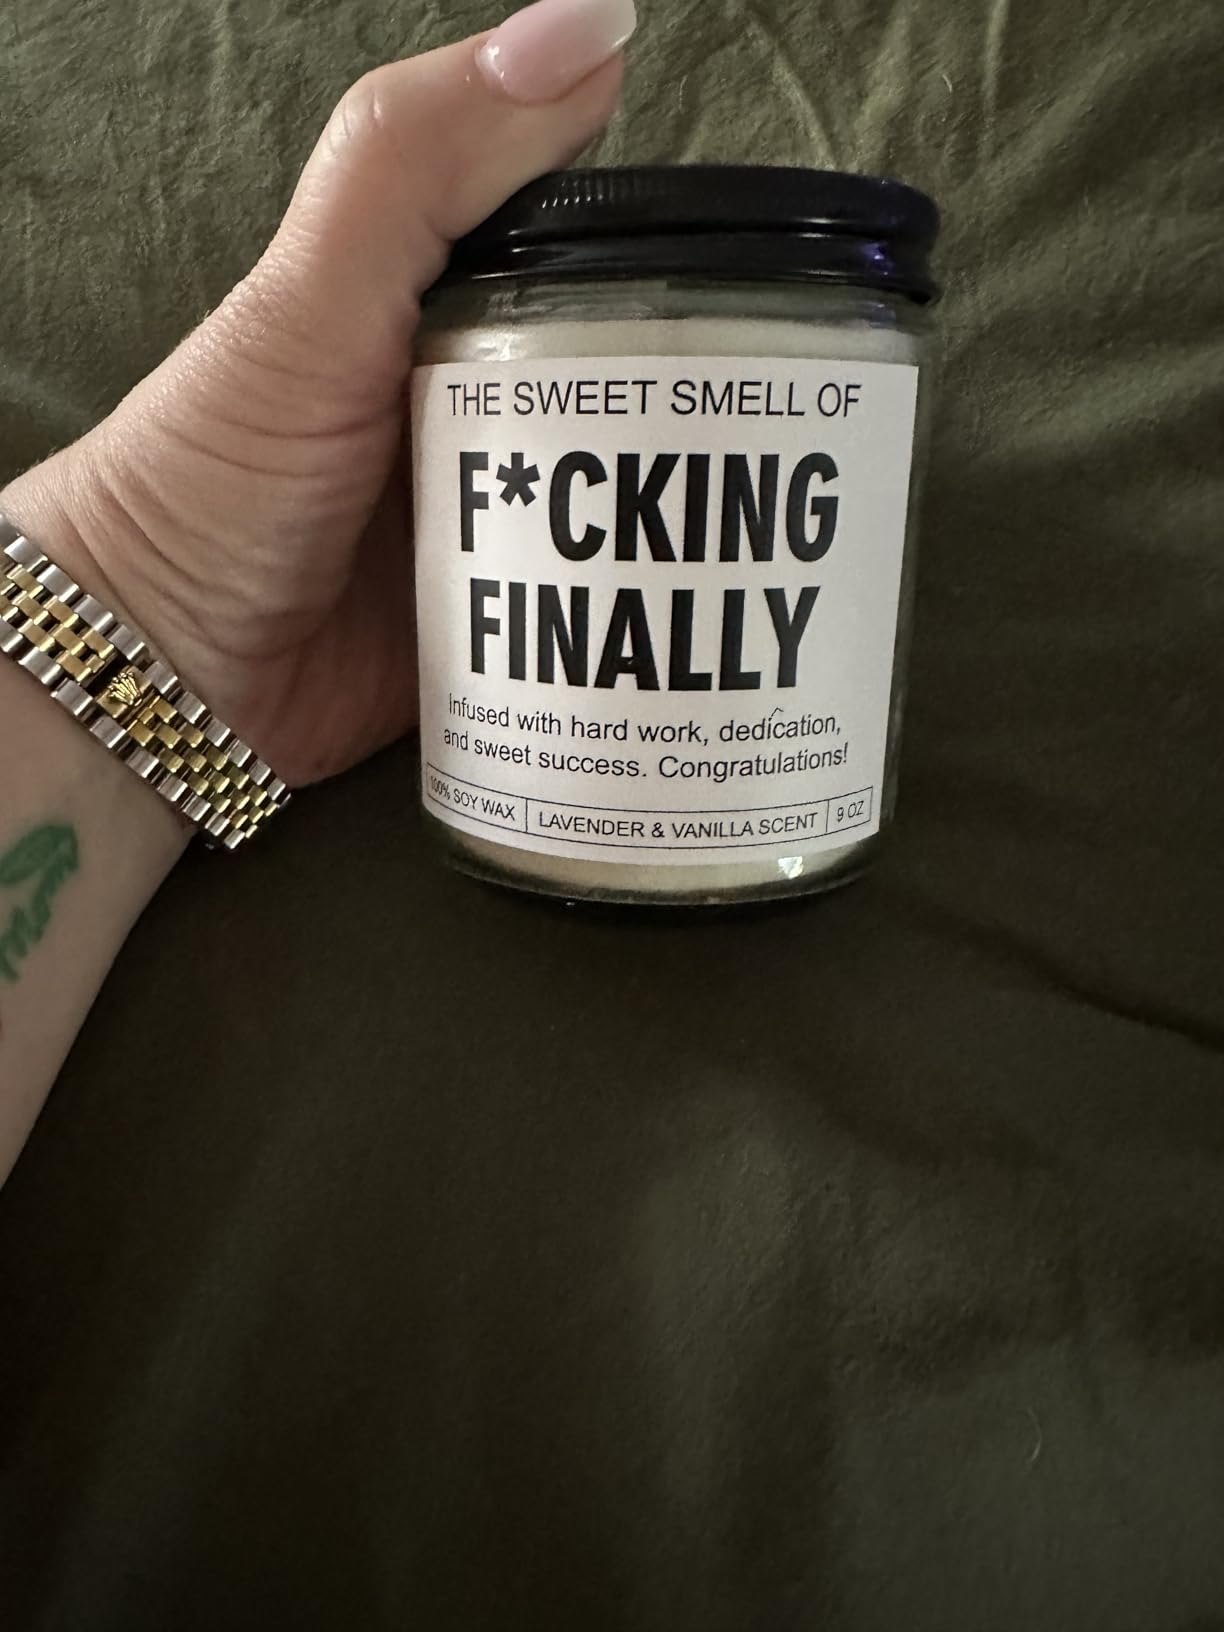 THE SWEET SMELL OF
F*CKING
FINALLY
Infused with hard work, dedication,
and sweet success. Congratulations!
100% SOY WAX | LAVENDER & VANILLA SCENT | 9 OZ